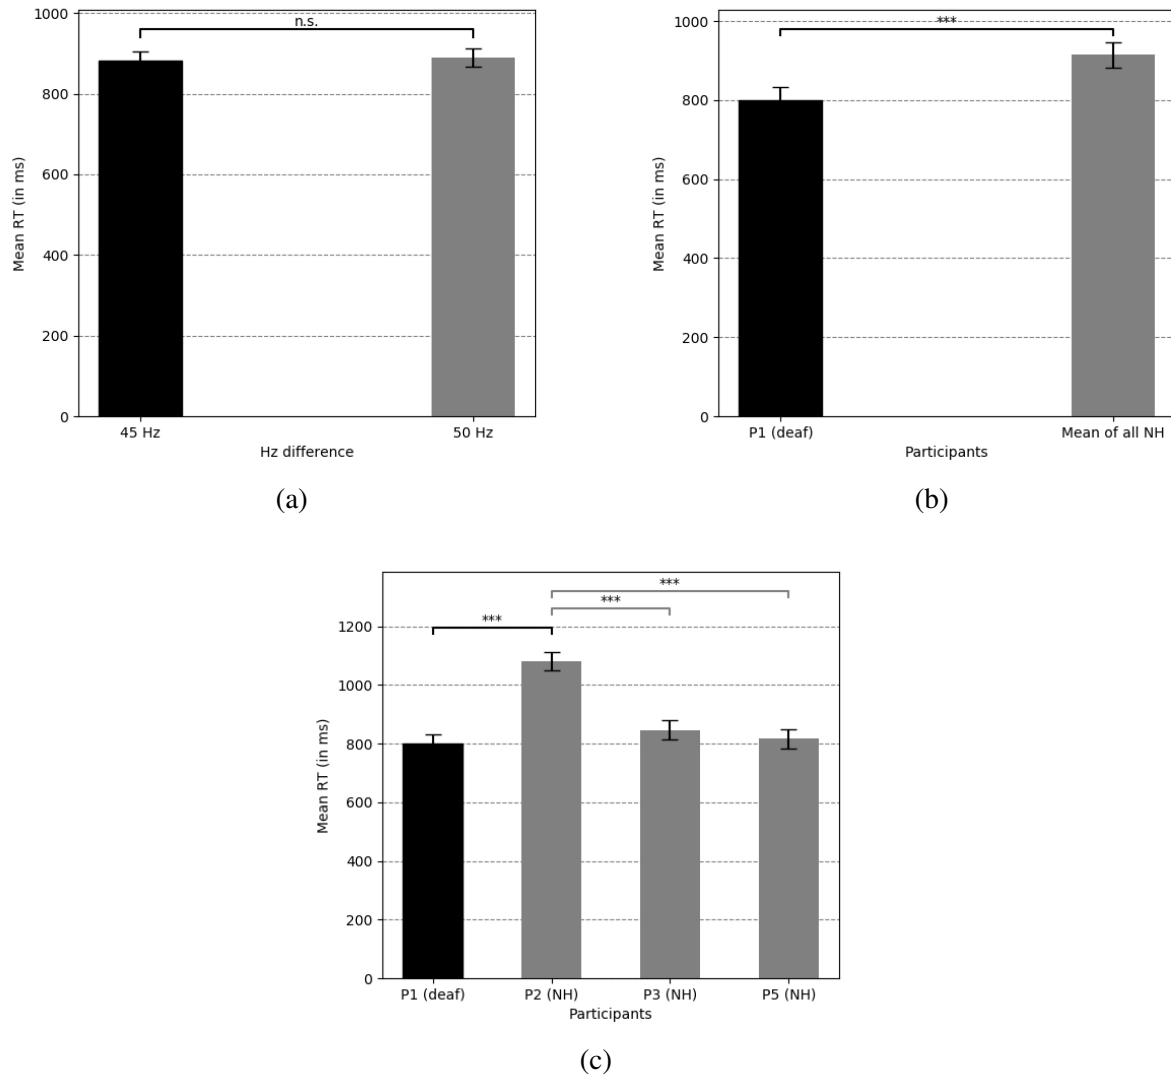 n.s.
1000
800
600
400
200
0
Mean RT (in ms)
45 Hz 50 Hz
Hz difference
(a)
***
1000
800
600
400
200
0
Mean RT (in ms)
P1 (deaf) Mean of all NH
Participants
(b)
***
***
***
1200
1000
800
600
400
200
0
Mean RT (in ms)
P1 (deaf) P2 (NH) P3 (NH) P5 (NH)
Participants
(c)